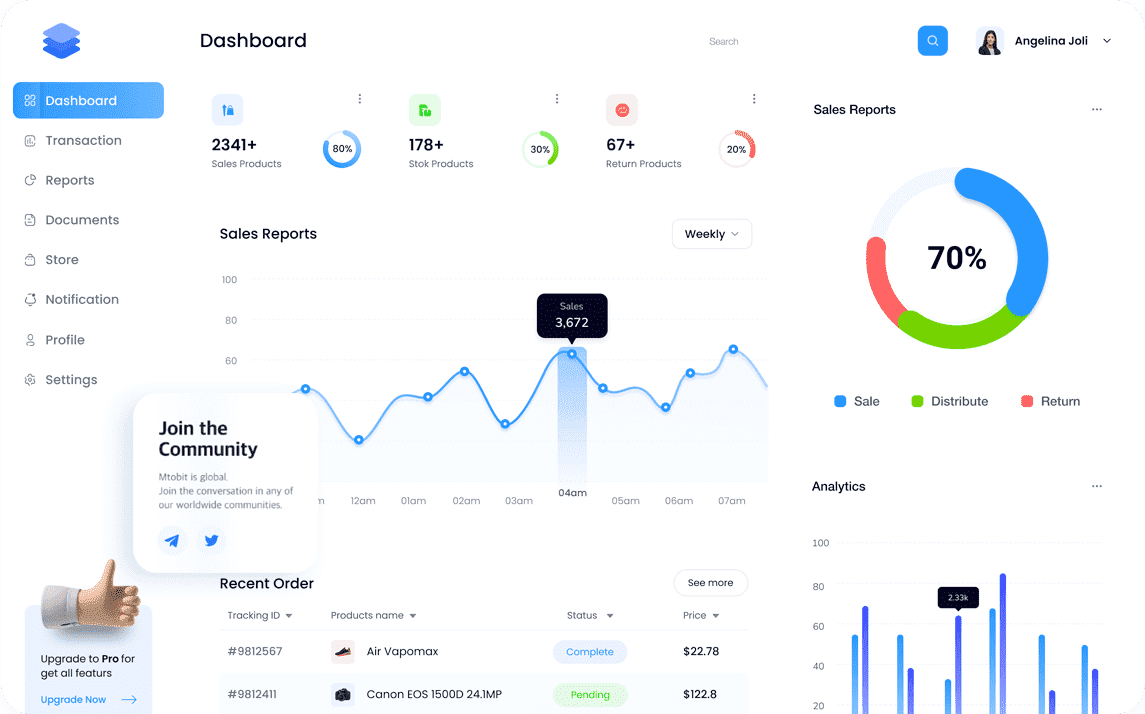 Dashboard
Search
Angelina Joli
Dashboard
Transaction
Reports
Documents
Store
Notification
Profile
Settings
2341+
Sales Products
80%
178+
Stok Products
30%
67+
Return Products
20%
Sales Reports
Weekly
100
80
60
Sales
3,672
12am
01am
02am
03am
04am
05am
06am
07am
Join the
Community
Mtobit is global.
Join the conversation in any of
our worldwide communities.
Upgrade to Pro for
get all featurs
Upgrade Now
Recent Order
See more
Tracking ID
Products name
Status
Price
#9812567
Air Vapomax
Complete
$22.78
#9812411
Canon EOS 1500D 24.1MP
Pending
$122.8
Sales Reports
70%
Sale
Distribute
Return
Analytics
100
80
60
40
20
2.33k